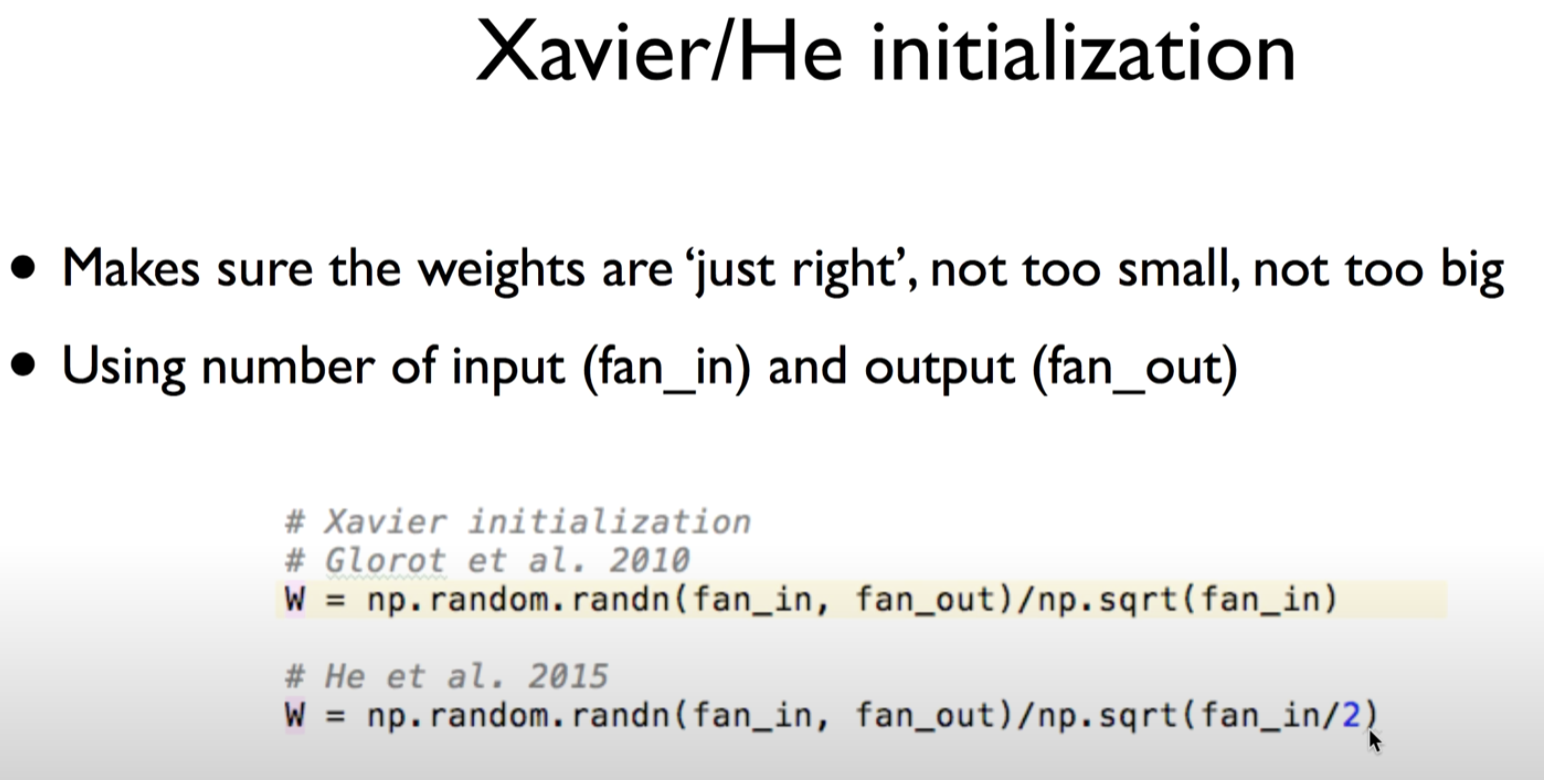 Xavier/He initialization
• Makes sure the weights are ‘just right’, not too small, not too big
• Using number of input (fan_in) and output (fan_out)
# Xavier initialization
# Glorot et al. 2010
W = np.random.randn(fan_in, fan_out)/np.sqrt(fan_in)
# He et al. 2015
W = np.random.randn(fan_in, fan_out)/np.sqrt(fan_in/2)